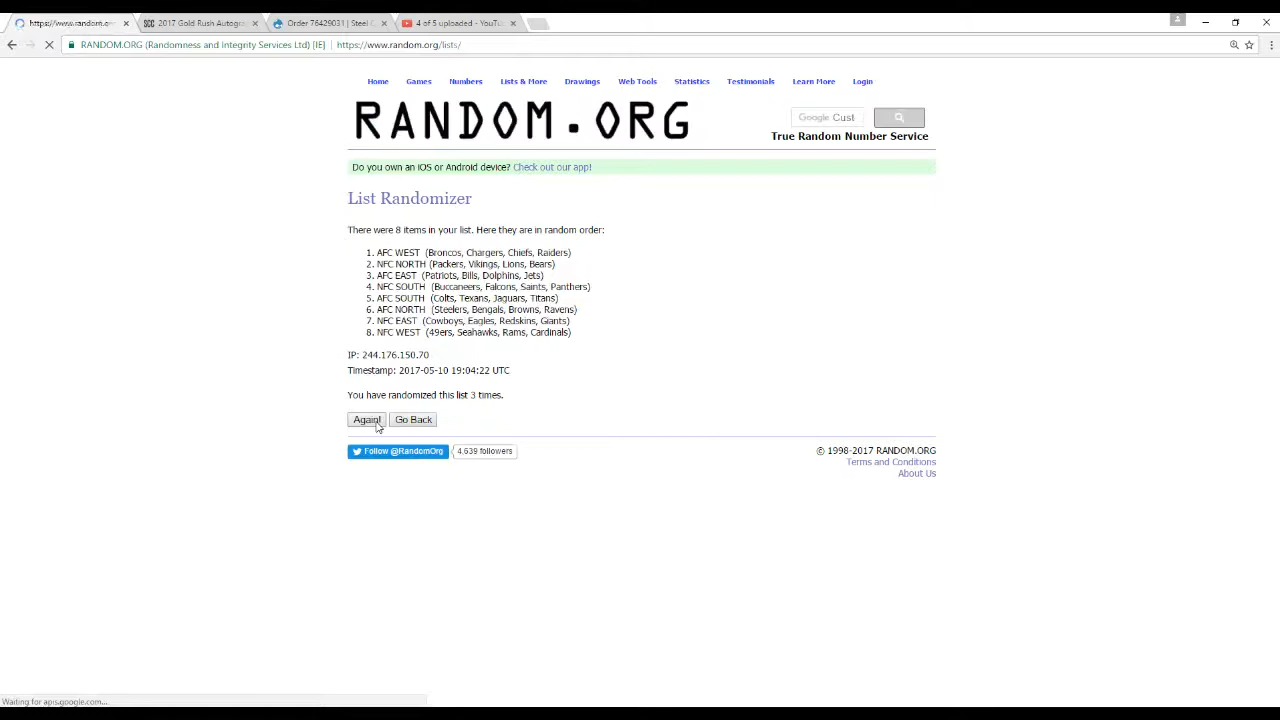 https://www.random.or
2017 Gold Rush Autogra
Order 76429031 | Steel C
4 of 5 uploaded - YouTu
RANDOM.ORG (Randomness and Integrity Services Ltd) [IE]
https://www.random.org/lists/
Home Games Numbers Lists & More Drawings Web Tools Statistics Testimonials Learn More Login
RANDOM.ORG
Google Cust
True Random Number Service
Do you own an iOS or Android device? Check out our app!
List Randomizer
There were 8 items in your list. Here they are in random order:
1. AFC WEST (Broncos, Chargers, Chiefs, Raiders)
2. NFC NORTH (Packers, Vikings, Lions, Bears)
3. AFC EAST (Patriots, Bills, Dolphins, Jets)
4. NFC SOUTH (Buccaneers, Falcons, Saints, Panthers)
5. AFC SOUTH (Colts, Texans, Jaguars, Titans)
6. AFC NORTH (Steelers, Bengals, Browns, Ravens)
7. NFC EAST (Cowboys, Eagles, Redskins, Giants)
8. NFC WEST (49ers, Seahawks, Rams, Cardinals)
IP: 244.176.150.70
Timestamp: 2017-05-10 19:04:22 UTC
You have randomized this list 3 times.
Again! Go Back
Follow @RandomOrg 4,639 followers
© 1998-2017 RANDOM.ORG
Terms and Conditions
About Us
Waiting for apis.google.com...